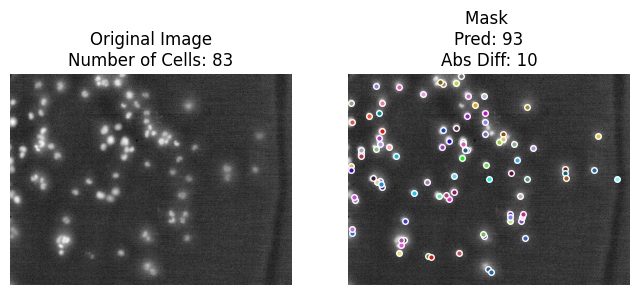 Original Image
Number of Cells: 83
Mask
Pred: 93
Abs Diff: 10